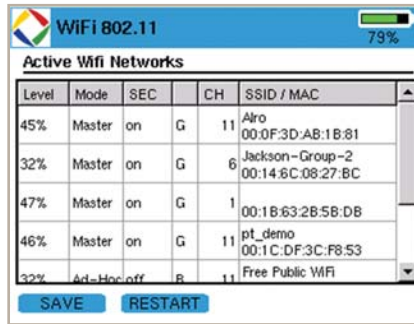 WiFi 802.11
79%
Active Wifi Networks
Level Mode SEC CH SSID / MAC
45% Master on G 11 Alro
00:0F:3D:AB:1B:81
32% Master on G 6 Jackson-Group-2
00:14:6C:08:27:BC
47% Master on G 1
00:1B:63:2B:5B:DB
46% Master on G 11 pt_demo
00:1C:DF:3C:F8:53
32% Ad-Hoc off B 11 Free Public WiFi
SAVE RESTART